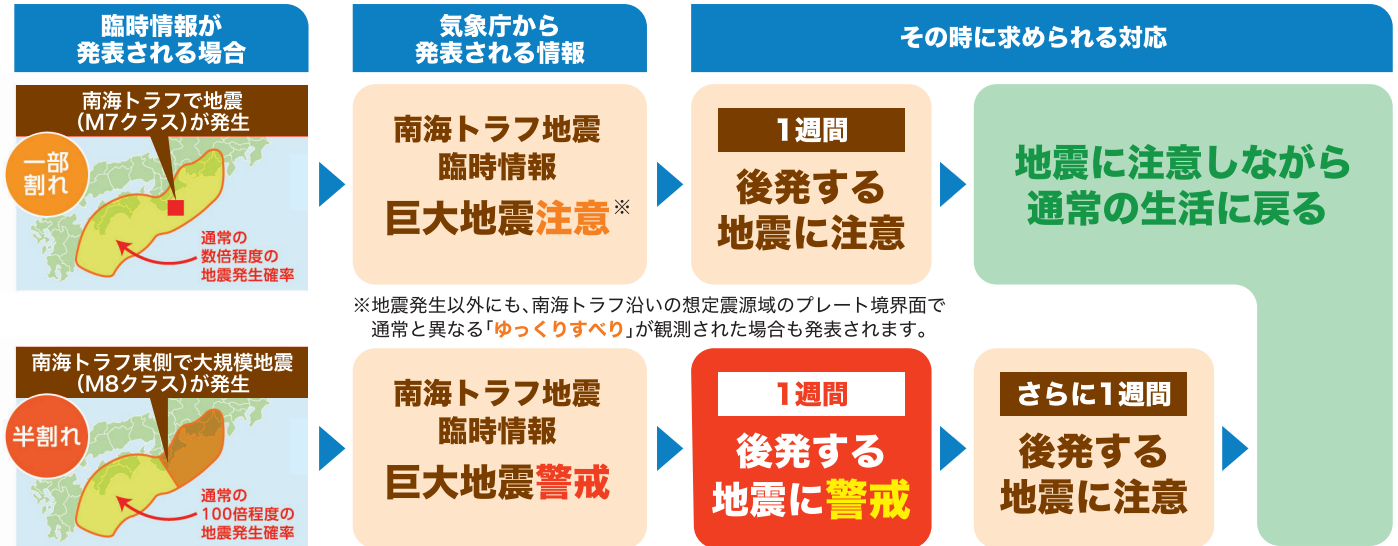 臨時情報が
発表される場合
気象庁から
発表される情報
その時に求められる対応
南海トラフで地震
（M7クラス）が発生
一部
割れ
通常の
数倍程度の
地震発生確率
南海トラフ地震
臨時情報
巨大地震注意※
1週間
後発する
地震に注意
地震に注意しながら
通常の生活に戻る
※地震発生以外にも、南海トラフ沿いの想定震源域のプレート境界面で
通常と異なる「ゆっくりすべり」が観測された場合も発表されます。
南海トラフ東側で大規模地震
（M8クラス）が発生
半割れ
通常の
100倍程度の
地震発生確率
南海トラフ地震
臨時情報
巨大地震警戒
1週間
後発する
地震に警戒
さらに1週間
後発する
地震に注意